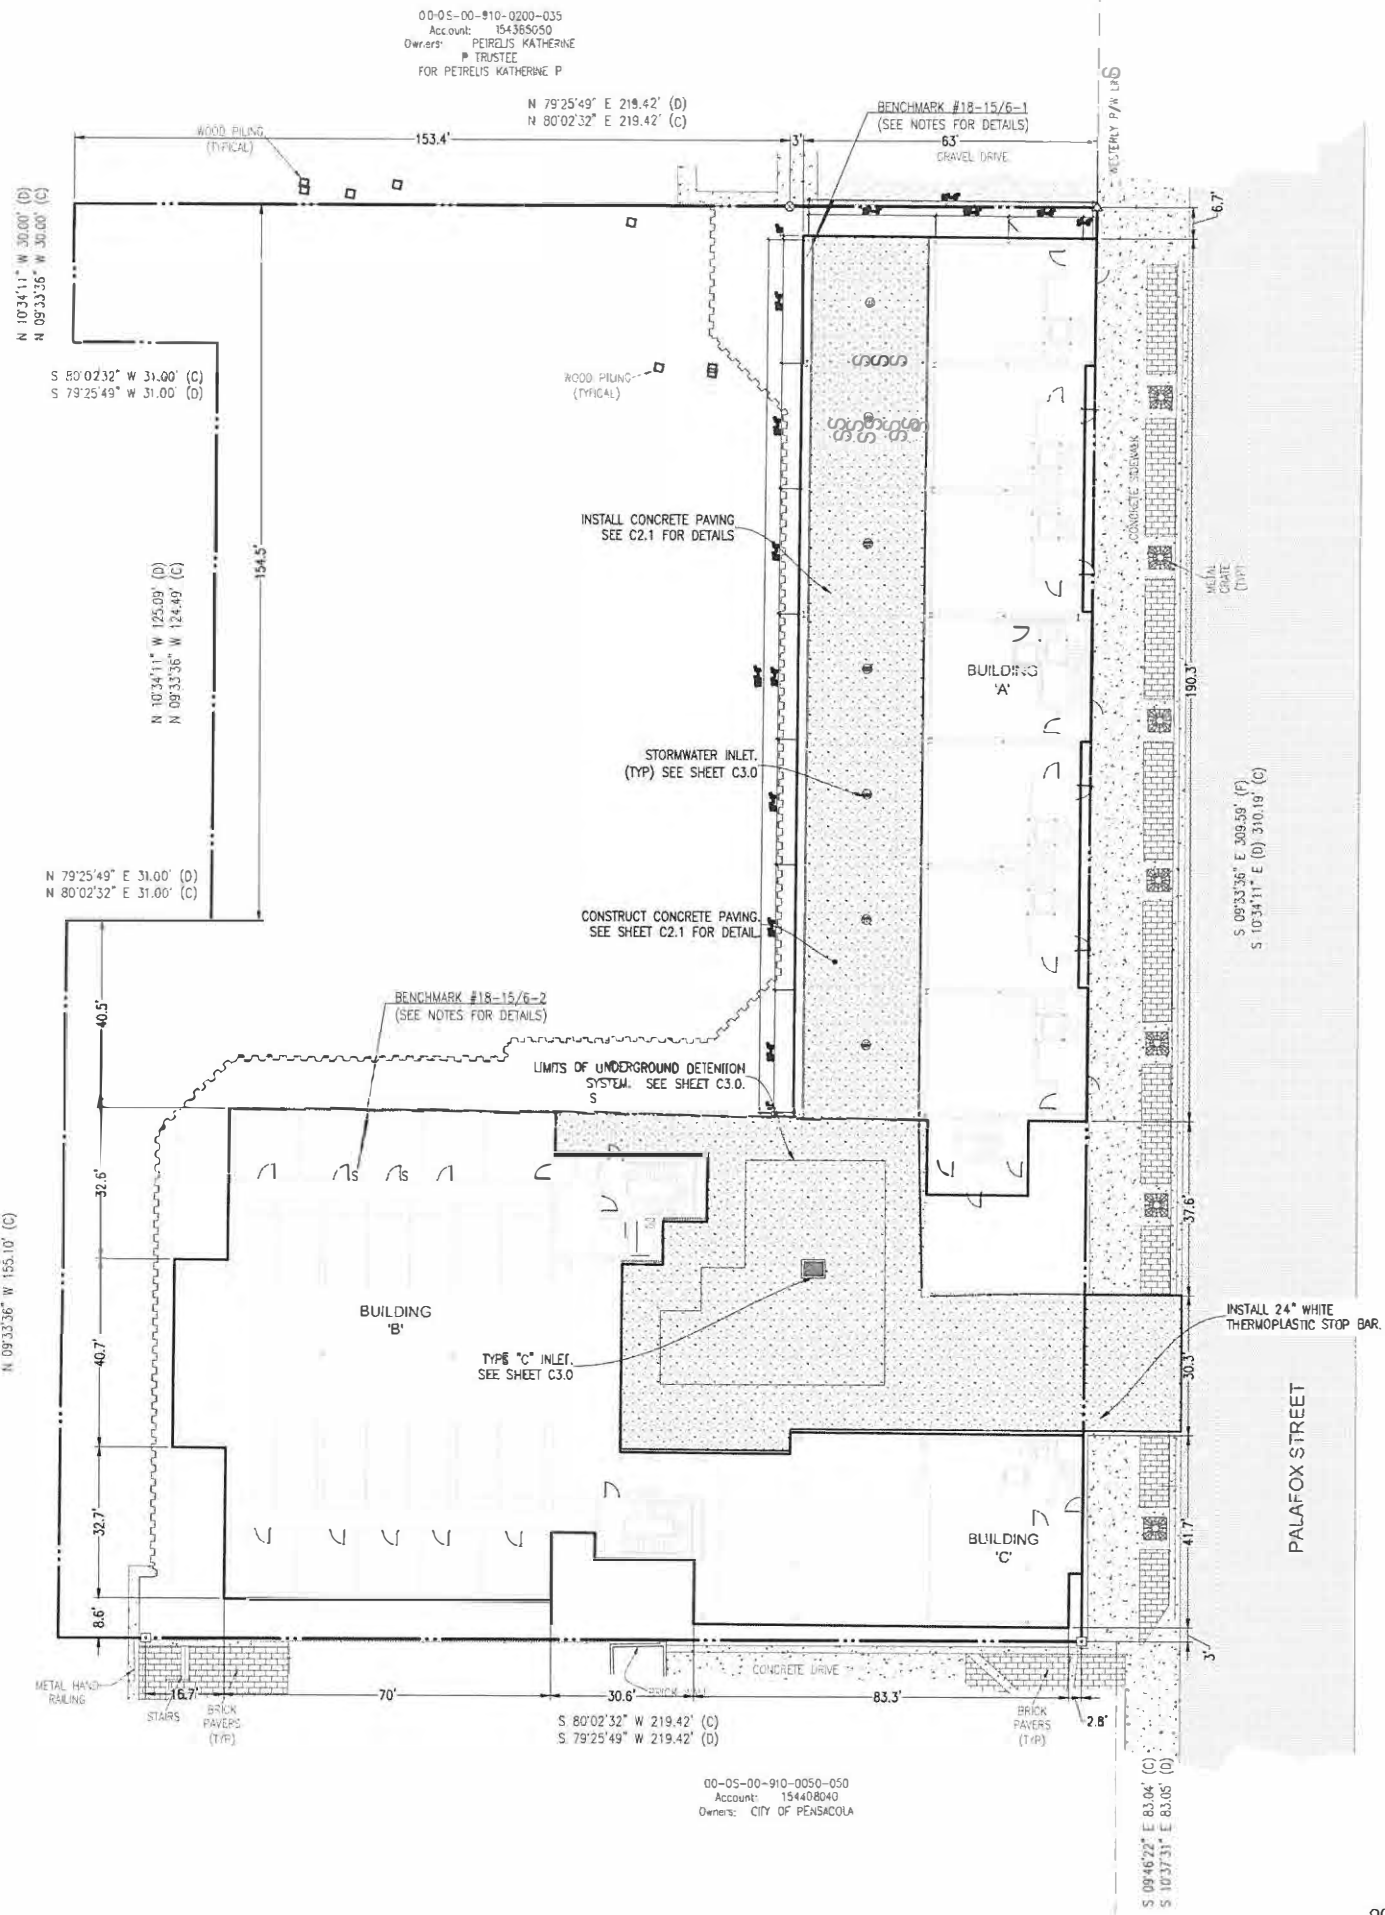 00-0S-00-910-0200-035
Account: 154385050
Owners: PETRELIS KATHERINE
P TRUSTEE
FOR PETRELIS KATHERINE P
N 79°25'49" E 219.42' (D)
N 80°02'32" E 219.42' (C)
BENCHMARK #18-15/6-1
(SEE NOTES FOR DETAILS)
WOOD PILING
(TYPICAL)
153.4'
3'
63'
GRAVEL DRIVE
WESTERLY R/W LINE
6.7'
N 10°34'11" W 30.00' (D)
N 09°33'36" W 30.00' (C)
S 80°02'32" W 31.00' (C)
S 79°25'49" W 31.00' (D)
WOOD PILING
(TYPICAL)
CONCRETE SIDEWALK
INSTALL CONCRETE PAVING
SEE C2.1 FOR DETAILS
154.5'
N 10°34'11" W 125.09' (D)
N 09°33'36" W 124.49' (C)
METAL
GRATE
(TYP)
BUILDING
'A'
190.3'
STORMWATER INLET.
(TYP) SEE SHEET C3.0
S 09°33'36" E 309.59' (F)
S 10°34'11" E (D) 310.19' (C)
N 79°25'49" E 31.00' (D)
N 80°02'32" E 31.00' (C)
CONSTRUCT CONCRETE PAVING.
SEE SHEET C2.1 FOR DETAIL
40.5'
BENCHMARK #18-15/6-2
(SEE NOTES FOR DETAILS)
LIMITS OF UNDERGROUND DETENTION
SYSTEM. SEE SHEET C3.0.
S
32.6'
37.6'
N 09°33'36" W 155.10' (C)
BUILDING
'B'
INSTALL 24" WHITE
THERMOPLASTIC STOP BAR.
TYPE "C" INLET.
SEE SHEET C3.0
40.7'
30.3'
PALAFOX STREET
32.7'
BUILDING
'C'
41.7'
8.6'
3'
METAL HAND
RAILING
STAIRS
16.7'
BRICK
PAVERS
(TYP)
70'
30.6'
BRICK WALL
CONCRETE DRIVE
83.3'
BRICK
PAVERS
(TYP)
2.8'
S 80°02'32" W 219.42' (C)
S 79°25'49" W 219.42' (D)
00-0S-00-910-0050-050
Account: 154408040
Owners: CITY OF PENSACOLA
S 09°46'22" E 83.04' (C)
S 10°37'31" E 83.05' (D)